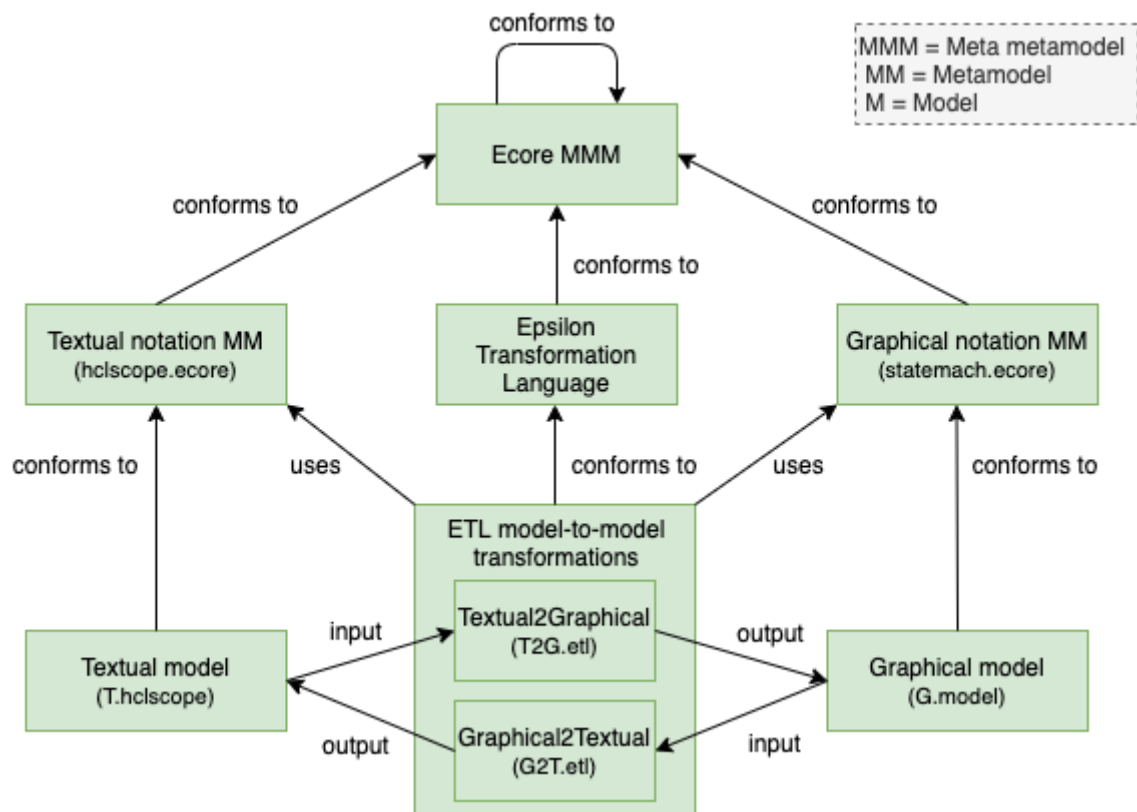 conforms to
MMM = Meta metamodel
MM = Metamodel
M = Model
Ecore MMM
conforms to
conforms to
conforms to
Textual notation MM
(hclscope.ecore)
Epsilon
Transformation
Language
Graphical notation MM
(statemach.ecore)
conforms to
uses
conforms to
uses
conforms to
ETL model-to-model
transformations
Textual2Graphical
(T2G.etl)
input
output
Textual model
(T.hclscope)
Graphical model
(G.model)
Graphical2Textual
(G2T.etl)
output
input